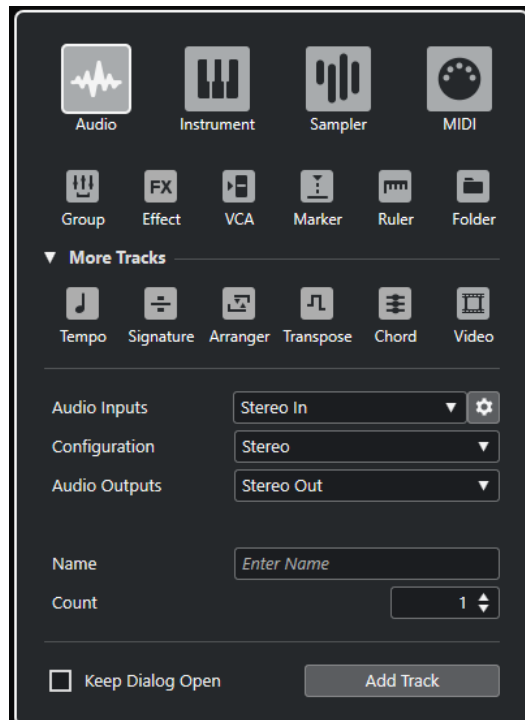 Audio Instrument Sampler MIDI
FX
Group Effect VCA Marker Ruler Folder
▼ More Tracks
Tempo Signature Arranger Transpose Chord Video
Audio Inputs Stereo In
Configuration Stereo
Audio Outputs Stereo Out
Name Enter Name
Count 1
Keep Dialog Open Add Track